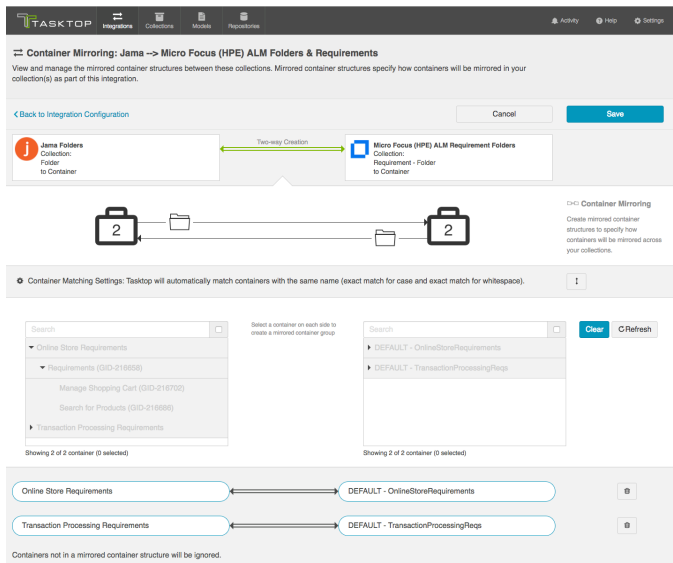 TASKTOP
Integrations
Collections
Models
Repositories
Activity
Help
Settings
Container Mirroring: Jama --> Micro Focus (HPE) ALM Folders & Requirements
View and manage the mirrored container structures between these collections. Mirrored container structures specify how containers will be mirrored in your
collection(s) as part of this integration.
Back to Integration Configuration
Cancel
Save
Jama Folders
Collection:
Folder
to Container
Two-way Creation
Micro Focus (HPE) ALM Requirement Folders
Collection:
Requirement - Folder
to Container
2
2
Container Mirroring
Create mirrored container
structures to specify how
containers will be mirrored across
your collections.
Container Matching Settings: Tasktop will automatically match containers with the same name (exact match for case and exact match for whitespace).
Search
Select a container on each side to
create a mirrored container group
Search
Clear
Refresh
Online Store Requirements
Requirements (GID-218658)
Manage Shopping Cart (GID-218702)
Search for Products (GID-218686)
Transaction Processing Requirements
DEFAULT - OnlineStoreRequirements
DEFAULT - TransactionProcessingReqs
Showing 2 of 2 container (0 selected)
Showing 2 of 2 container (0 selected)
Online Store Requirements
DEFAULT - OnlineStoreRequirements
Transaction Processing Requirements
DEFAULT - TransactionProcessingReqs
Containers not in a mirrored container structure will be ignored.